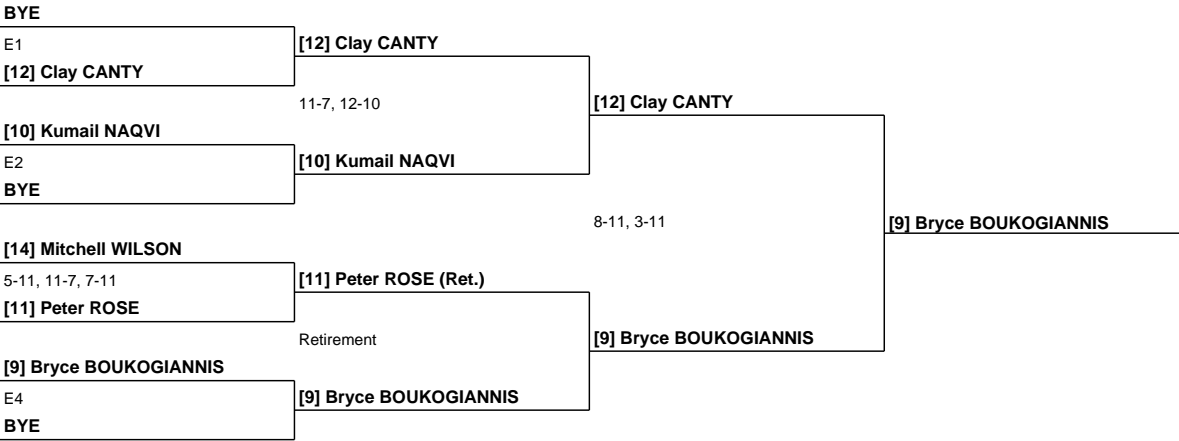 BYE
E1
[12] Clay CANTY
[12] Clay CANTY
11-7, 12-10
[12] Clay CANTY
[10] Kumail NAQVI
E2
[10] Kumail NAQVI
BYE
8-11, 3-11
[9] Bryce BOUKOGIANNIS
[14] Mitchell WILSON
5-11, 11-7, 7-11
[11] Peter ROSE (Ret.)
[11] Peter ROSE
Retirement
[9] Bryce BOUKOGIANNIS
[9] Bryce BOUKOGIANNIS
E4
[9] Bryce BOUKOGIANNIS
BYE